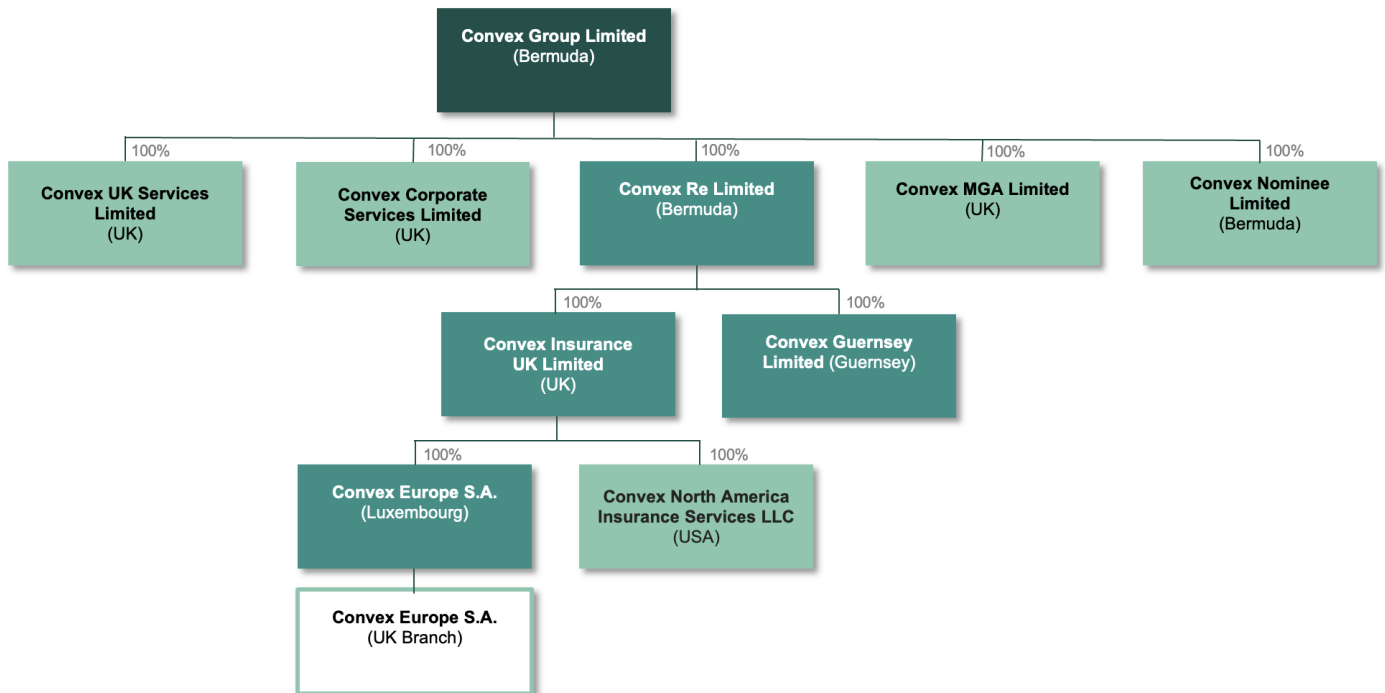 Convex Group Limited
(Bermuda)
100%
100%
100%
100%
100%
Convex UK Services
Limited
(UK)
Convex Corporate
Services Limited
(UK)
Convex Re Limited
(Bermuda)
Convex MGA Limited
(UK)
Convex Nominee
Limited
(Bermuda)
100%
100%
Convex Insurance
UK Limited
(UK)
Convex Guernsey
Limited (Guernsey)
100%
100%
Convex Europe S.A.
(Luxembourg)
Convex North America
Insurance Services LLC
(USA)
Convex Europe S.A.
(UK Branch)